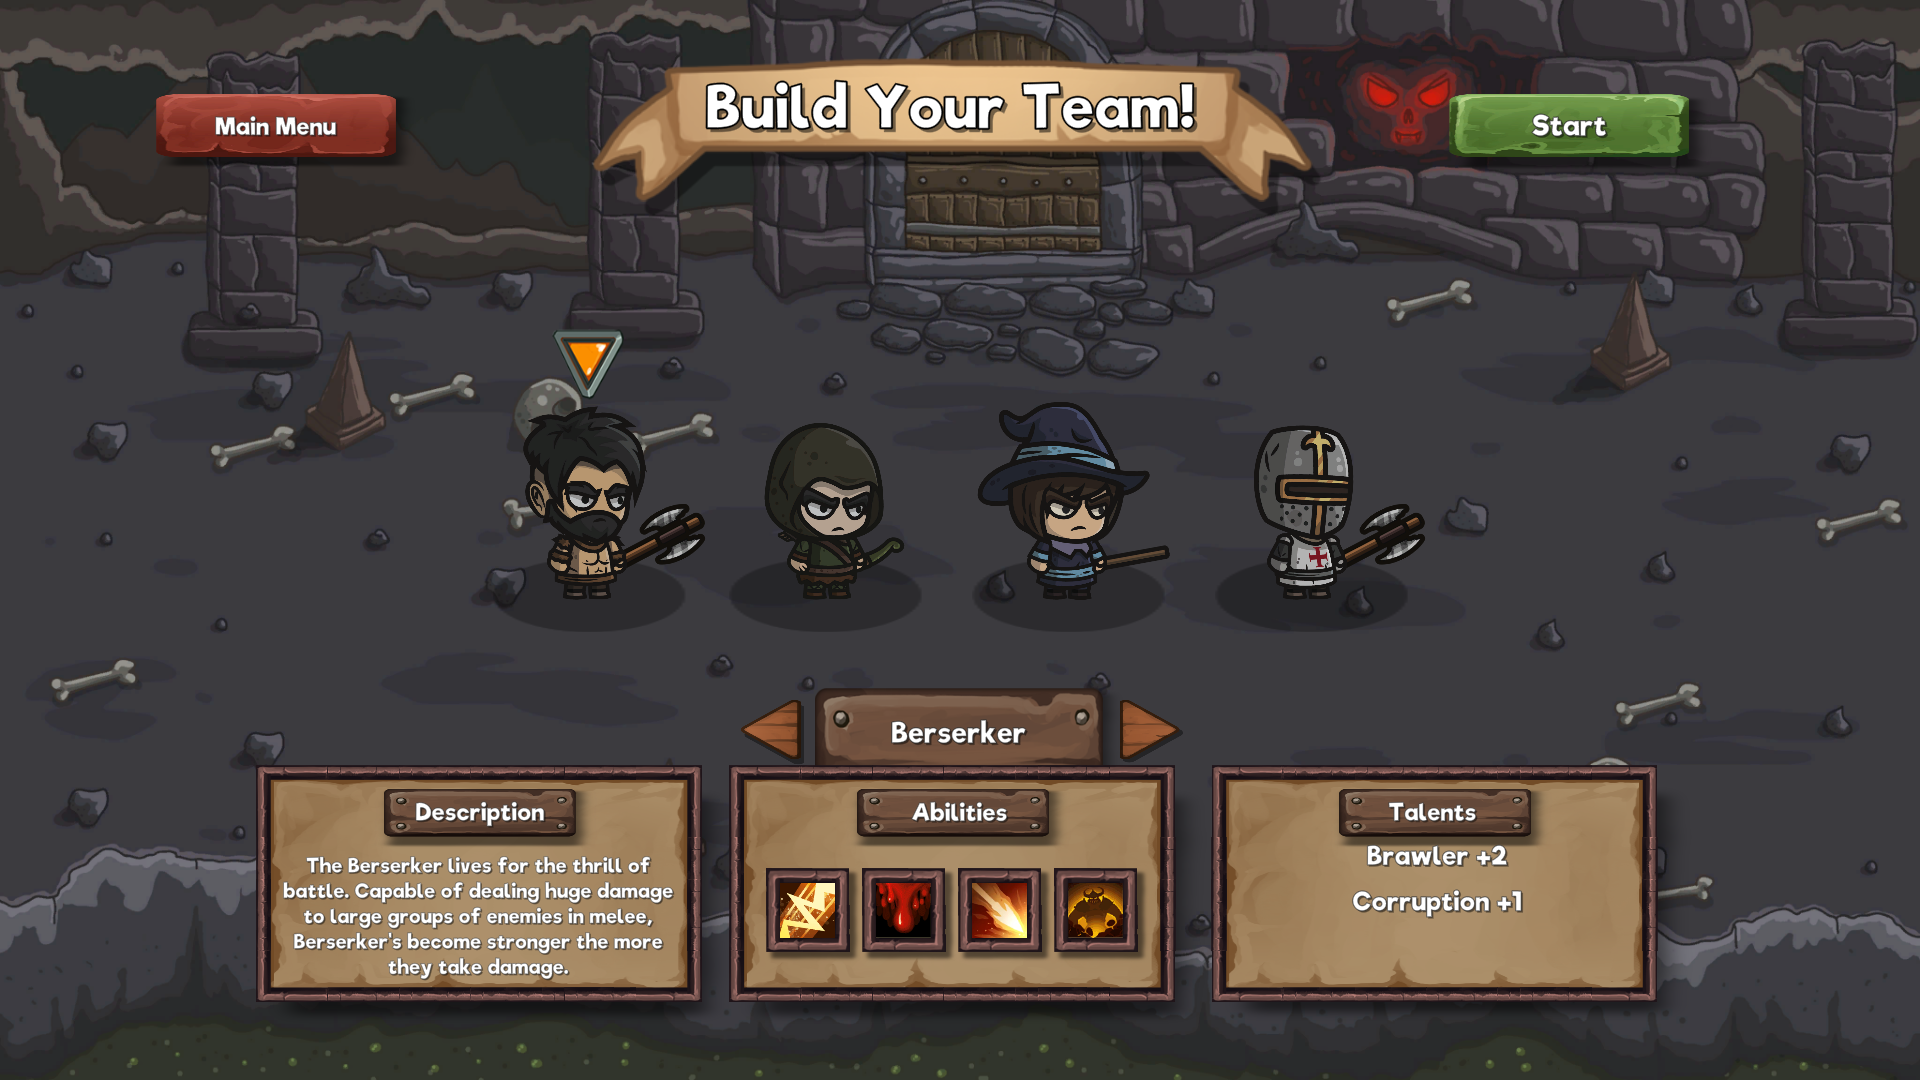 Build Your Team!
Main Menu
Start
Berserker
Description
The Berserker lives for the thrill of
battle. Capable of dealing huge damage
to large groups of enemies in melee,
Berserker's become stronger the more
they take damage.
Abilities
Talents
Brawler +2
Corruption +1